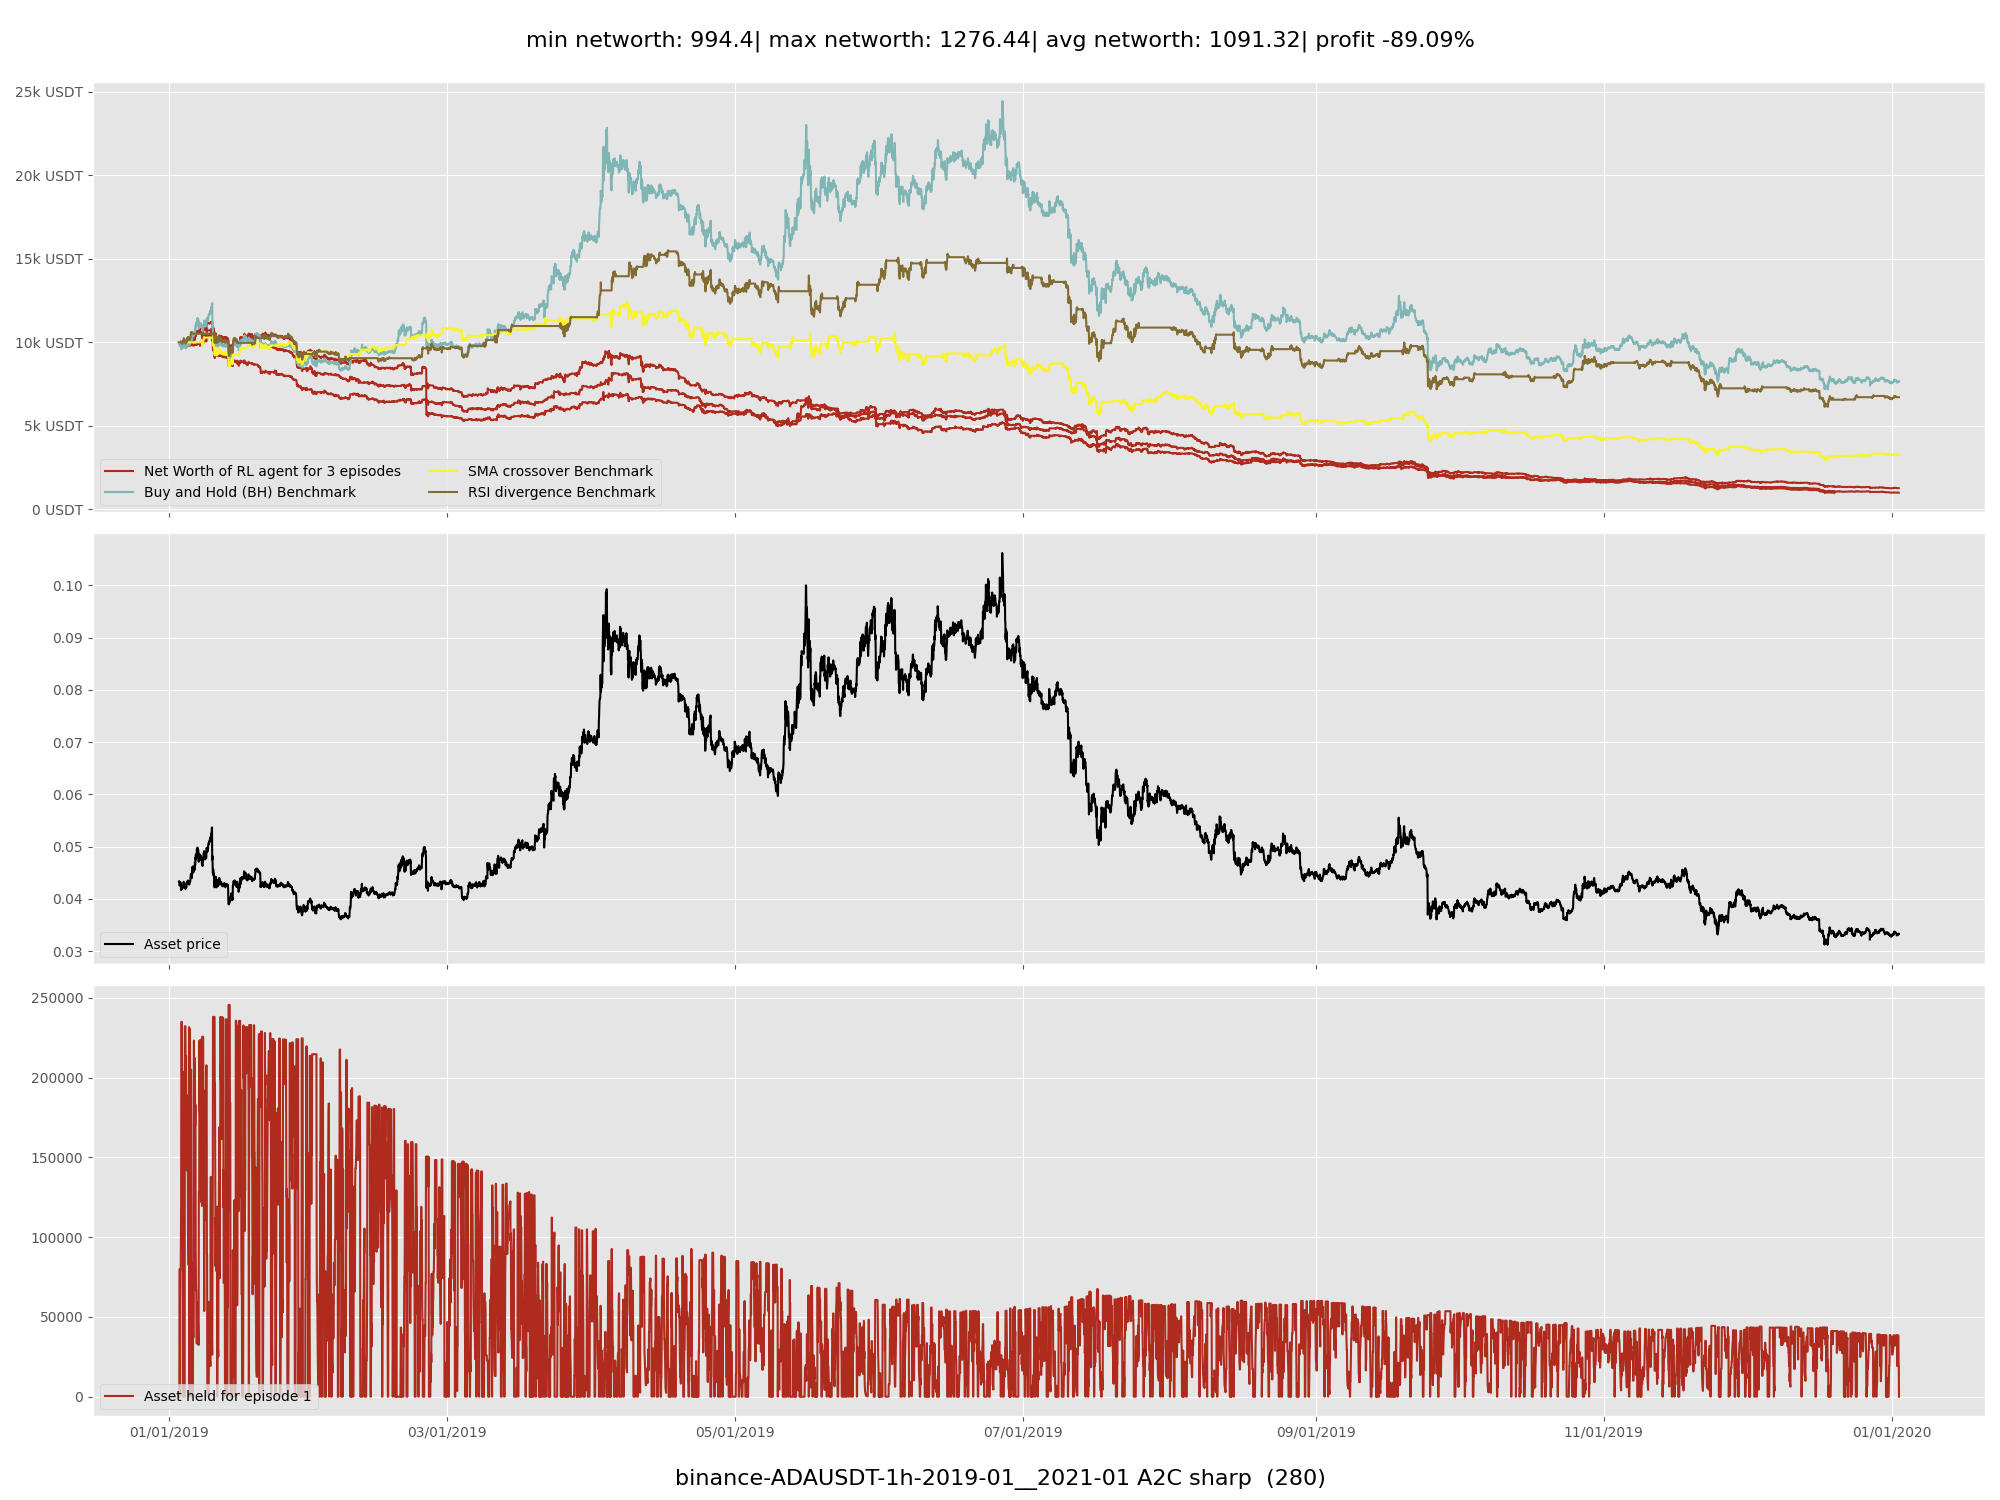 min networth: 994.4| max networth: 1276.44| avg networth: 1091.32| profit -89.09%
25k USDT
20k USDT
15k USDT
10k USDT
5k USDT
0 USDT
Net Worth of RL agent for 3 episodes
Buy and Hold (BH) Benchmark
SMA crossover Benchmark
RSI divergence Benchmark
0.10
0.09
0.08
0.07
0.06
0.05
0.04
0.03
Asset price
250000
200000
150000
100000
50000
0
Asset held for episode 1
01/01/2019 03/01/2019 05/01/2019 07/01/2019 09/01/2019 11/01/2019 01/01/2020
binance-ADAUSDT-1h-2019-01__2021-01 A2C sharp (280)